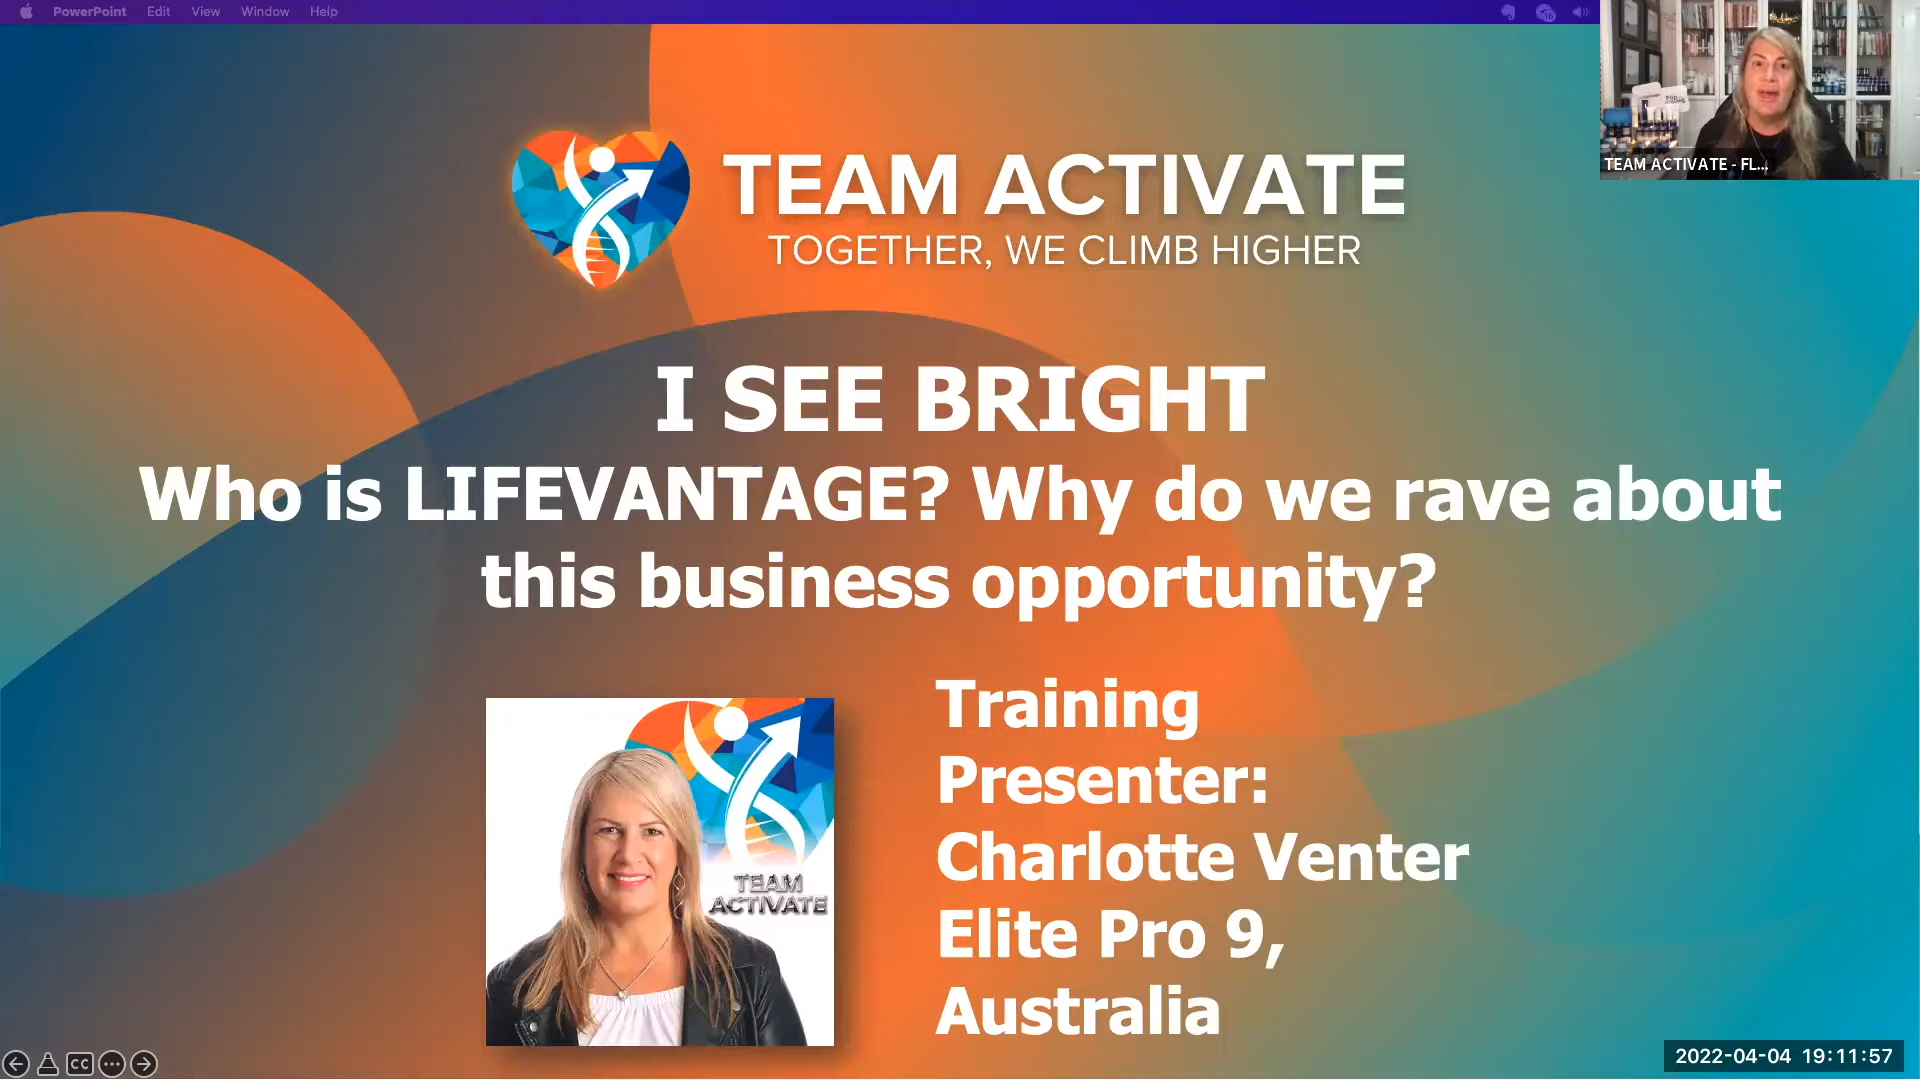 PowerPoint Edit View Window Help
TEAM ACTIVATE - FL...
TEAM ACTIVATE
TOGETHER, WE CLIMB HIGHER
I SEE BRIGHT
Who is LIFEVANTAGE? Why do we rave about
this business opportunity?
TEAM
ACTIVATE
Training
Presenter:
Charlotte Venter
Elite Pro 9,
Australia
CC
2022-04-04 19:11:57